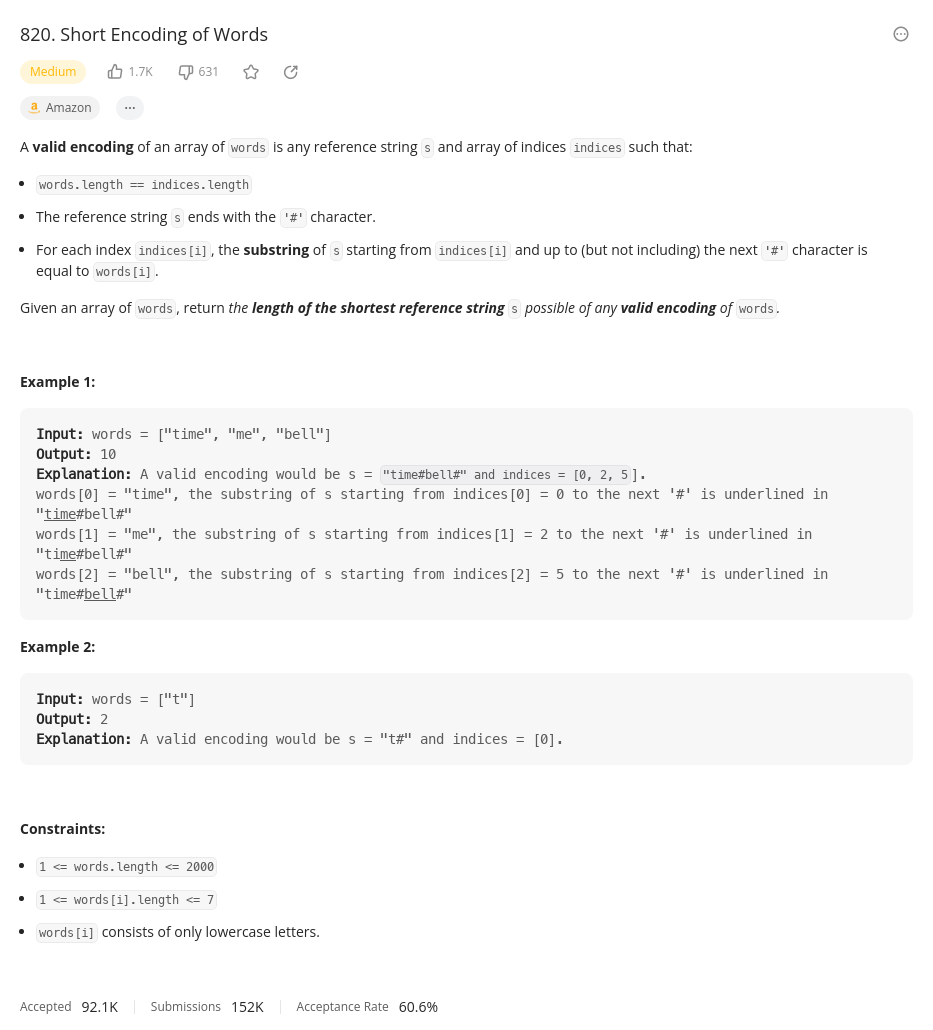 820. Short Encoding of Words
Medium 1.7K 631
Amazon ...
A valid encoding of an array of words is any reference string s and array of indices indices such that:
• words.length == indices.length
• The reference string s ends with the '#' character.
• For each index indices[i], the substring of s starting from indices[i] and up to (but not including) the next '#' character is
equal to words[i].
Given an array of words, return the length of the shortest reference string s possible of any valid encoding of words.
Example 1:
Input: words = ["time", "me", "bell"]
Output: 10
Explanation: A valid encoding would be s = "time#bell#" and indices = [0, 2, 5].
words[0] = "time", the substring of s starting from indices[0] = 0 to the next '#' is underlined in
"time#bell#"
words[1] = "me", the substring of s starting from indices[1] = 2 to the next '#' is underlined in
"time#bell#"
words[2] = "bell", the substring of s starting from indices[2] = 5 to the next '#' is underlined in
"time#bell#"
Example 2:
Input: words = ["t"]
Output: 2
Explanation: A valid encoding would be s = "t#" and indices = [0].
Constraints:
• 1 <= words.length <= 2000
• 1 <= words[i].length <= 7
• words[i] consists of only lowercase letters.
Accepted 92.1K Submissions 152K Acceptance Rate 60.6%